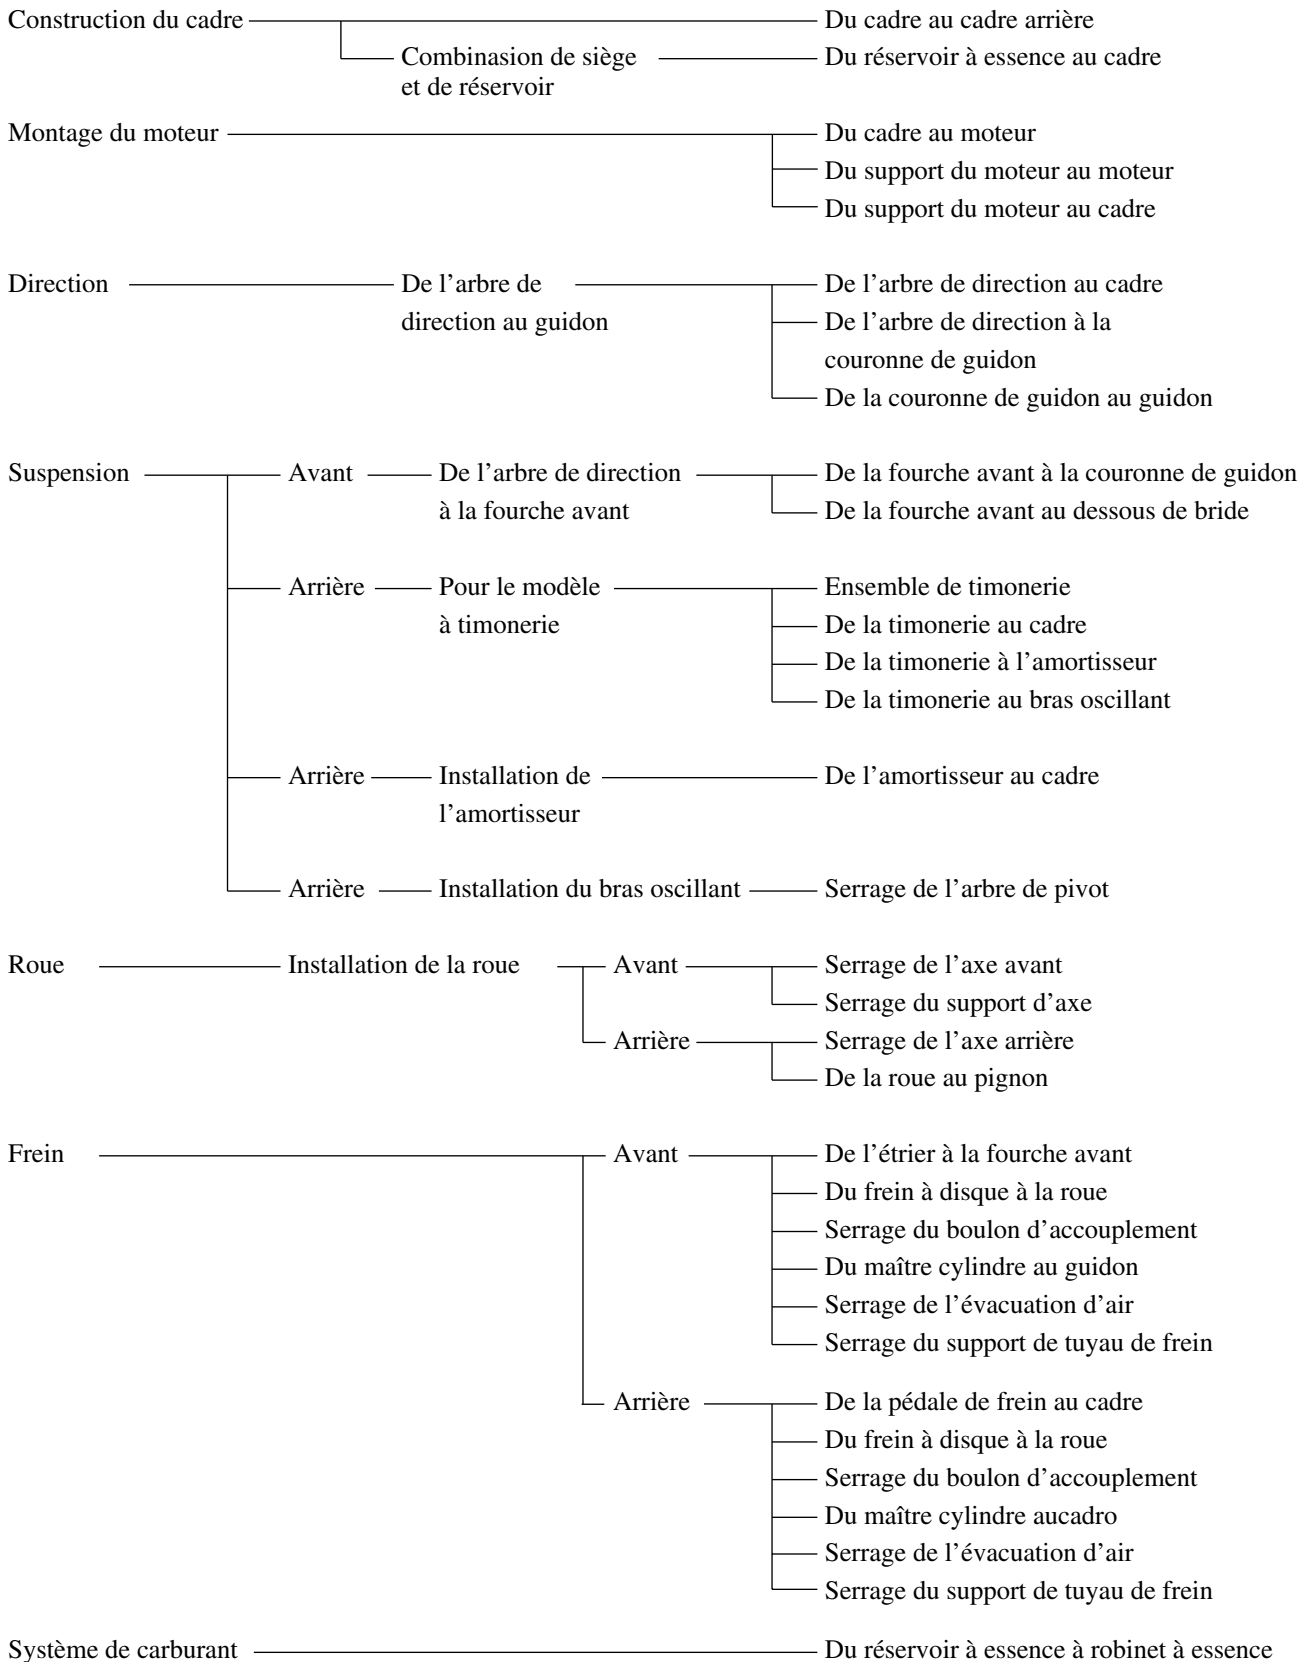 Construction du cadre Du cadre au cadre arrière
Combinasion de siège Du réservoir à essence au cadre
et de réservoir
Montage du moteur Du cadre au moteur
Du support du moteur au moteur
Du support du moteur au cadre
Direction De l'arbre de De l'arbre de direction au cadre
direction au guidon De l'arbre de direction à la
couronne de guidon
De la couronne de guidon au guidon
Suspension Avant De l'arbre de direction De la fourche avant à la couronne de guidon
à la fourche avant De la fourche avant au dessous de bride
Arrière Pour le modèle Ensemble de timonerie
à timonerie De la timonerie au cadre
De la timonerie à l'amortisseur
De la timonerie au bras oscillant
Arrière Installation de De l'amortisseur au cadre
l'amortisseur
Arrière Installation du bras oscillant Serrage de l'arbre de pivot
Roue Installation de la roue Avant Serrage de l'axe avant
Serrage du support d'axe
Arrière Serrage de l'axe arrière
De la roue au pignon
Frein Avant De l'étrier à la fourche avant
Du frein à disque à la roue
Serrage du boulon d'accouplement
Du maître cylindre au guidon
Serrage de l'évacuation d'air
Serrage du support de tuyau de frein
Arrière De la pédale de frein au cadre
Du frein à disque à la roue
Serrage du boulon d'accouplement
Du maître cylindre aucadro
Serrage de l'évacuation d'air
Serrage du support de tuyau de frein
Système de carburant Du réservoir à essence à robinet à essence